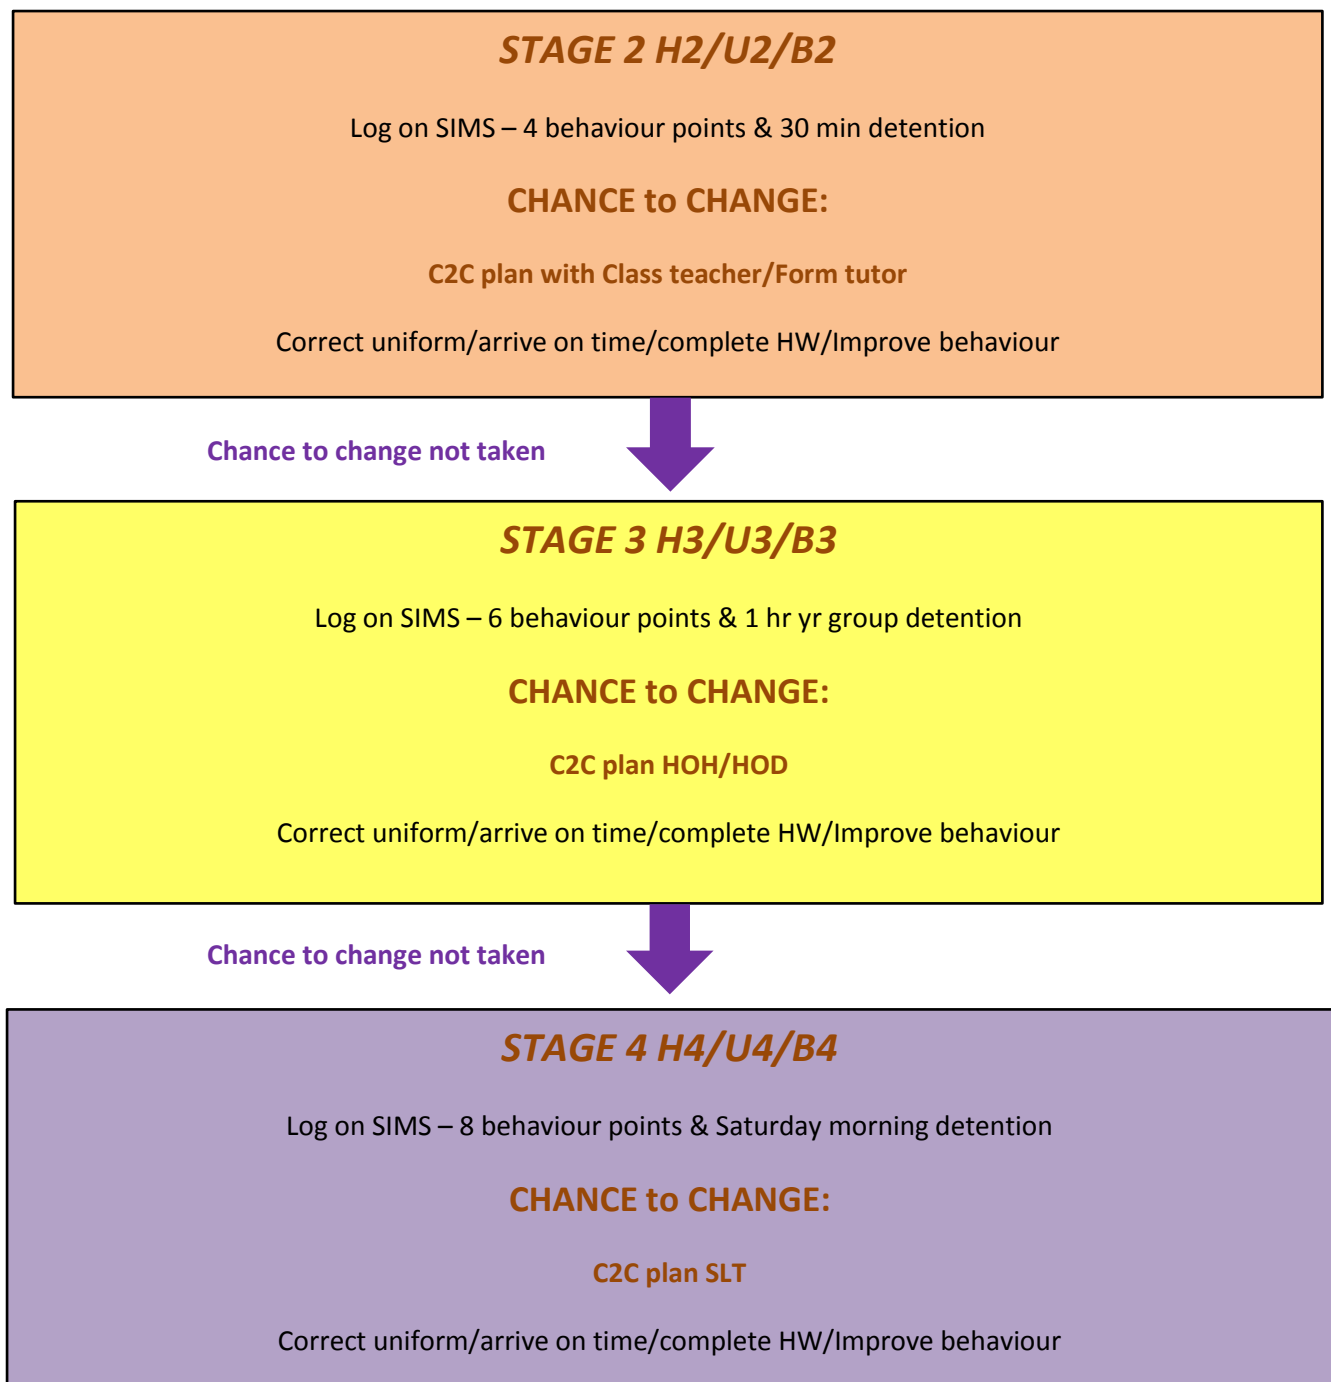 STAGE 2 H2/U2/B2
Log on SIMS – 4 behaviour points & 30 min detention
CHANCE to CHANGE:
C2C plan with Class teacher/Form tutor
Correct uniform/arrive on time/complete HW/Improve behaviour
Chance to change not taken
STAGE 3 H3/U3/B3
Log on SIMS – 6 behaviour points & 1 hr yr group detention
CHANCE to CHANGE:
C2C plan HOH/HOD
Correct uniform/arrive on time/complete HW/Improve behaviour
Chance to change not taken
STAGE 4 H4/U4/B4
Log on SIMS – 8 behaviour points & Saturday morning detention
CHANCE to CHANGE:
C2C plan SLT
Correct uniform/arrive on time/complete HW/Improve behaviour